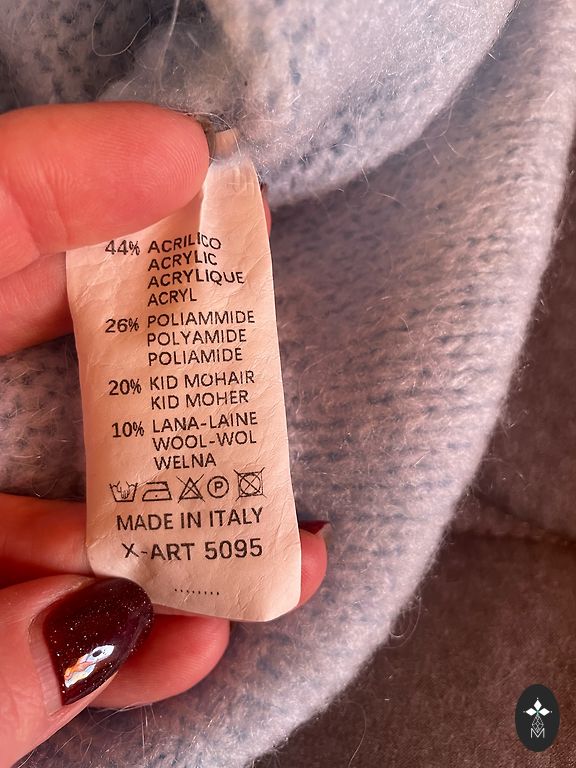 44% ACRILICO
ACRYLIC
ACRYLIQUE
ACRYL
26% POLIAMMIDE
POLYAMIDE
POLIAMIDE
20% KID MOHAIR
KID MOHER
10% LANA-LAINE
WOOL-WOL
WELNA
P
MADE IN ITALY
X-ART 5095
........
M